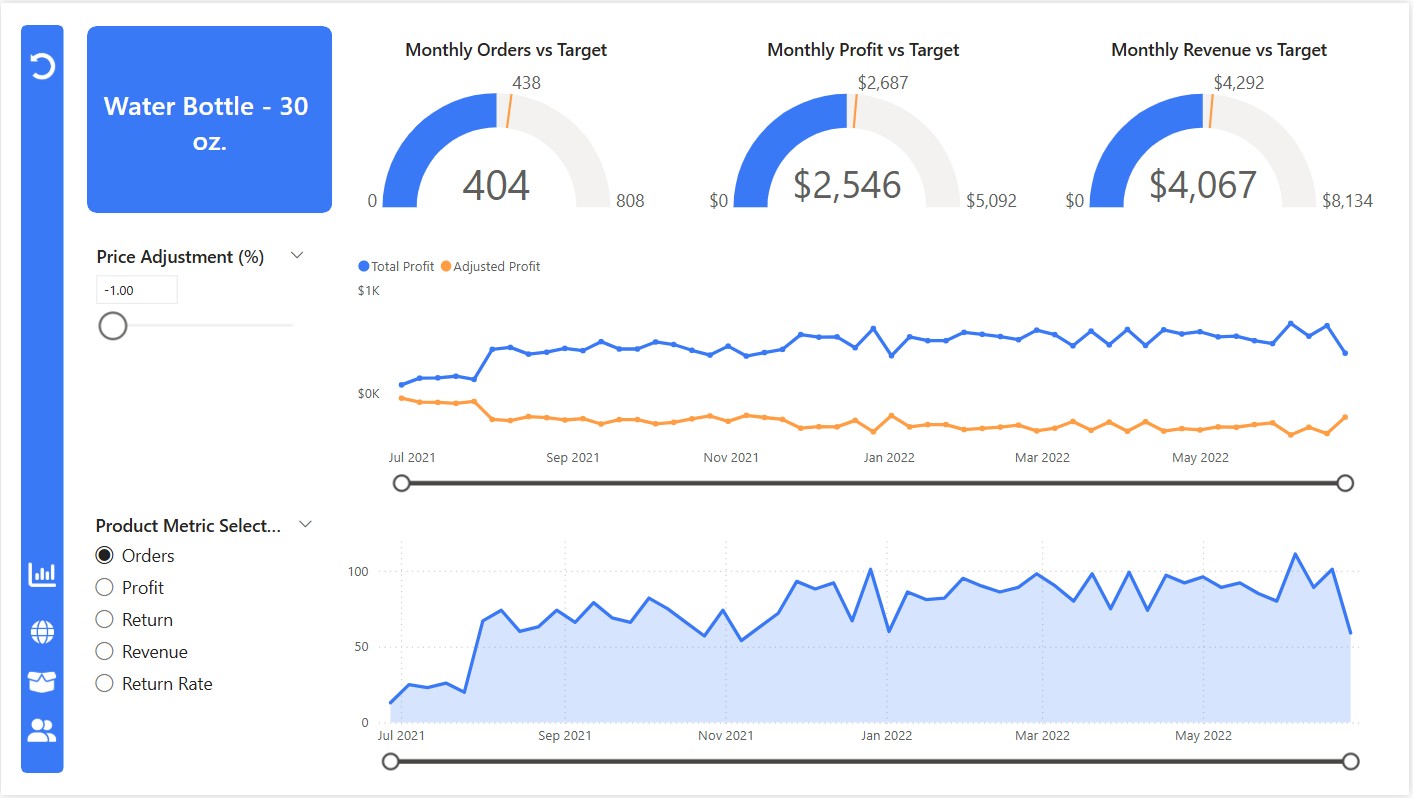 Water Bottle - 30
oz.
Monthly Orders vs Target
438
404
0
808
Monthly Profit vs Target
$2,687
$2,546
$0
$5,092
Monthly Revenue vs Target
$4,292
$4,067
$0
$8,134
Price Adjustment (%)
-1.00
Total Profit Adjusted Profit
$1K
$0K
Jul 2021 Sep 2021 Nov 2021 Jan 2022 Mar 2022 May 2022
Product Metric Select...
Orders
Profit
Return
Revenue
Return Rate
100
50
0
Jul 2021 Sep 2021 Nov 2021 Jan 2022 Mar 2022 May 2022